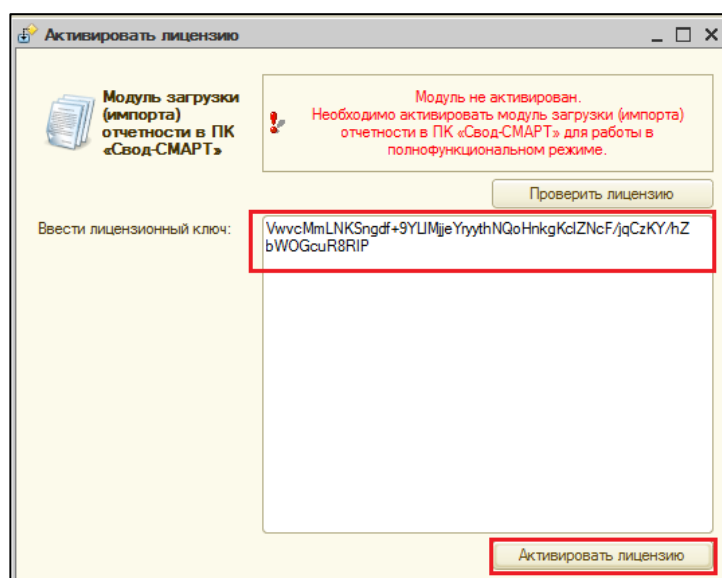 Активировать лицензию
Модуль загрузки
(импорта)
отчетности в ПК
«Свод-СМАРТ»
Модуль не активирован.
Необходимо активировать модуль загрузки (импорта)
отчетности в ПК «Свод-СМАРТ» для работы в
полнофункциональном режиме.
Проверить лицензию
Ввести лицензионный ключ:
VwvcMmLNKSngdf+9YLlMjjeYryythNQoHnkgKclZNcF/jqCzKY/hZ
bWOGcuR8RIP
Активировать лицензию